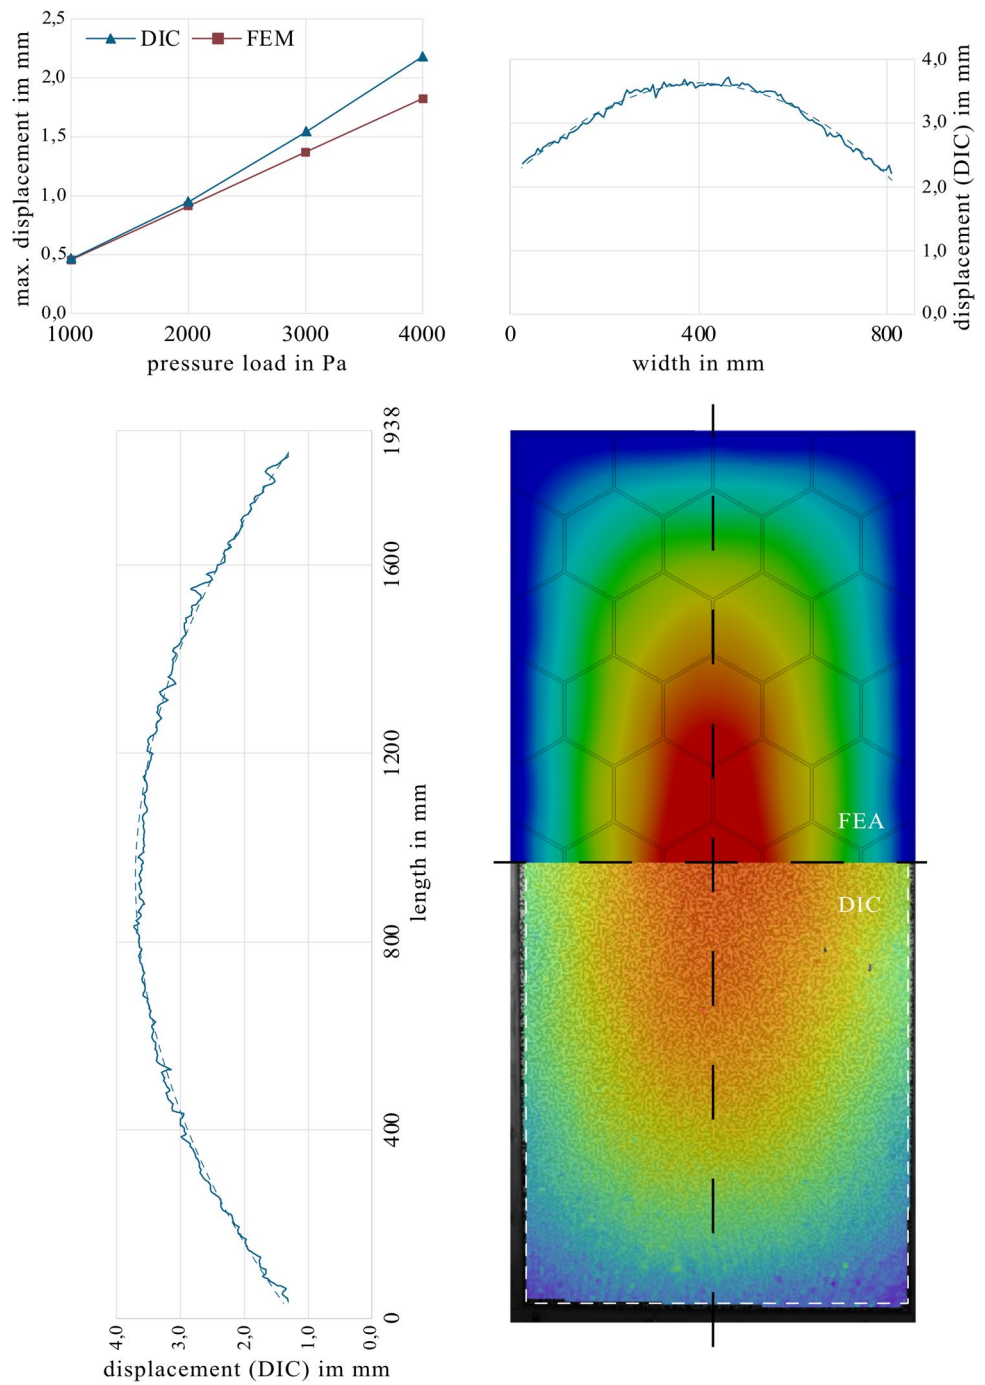 2,5
2,0
1,5
1,0
0,5
0,0
max. displacement im mm
DIC FEM
1000 2000 3000 4000
pressure load in Pa
4,0
3,0
2,0
1,0
0,0
displacement (DIC) im mm
0 400 800
width in mm
1938
1600
1200
800
400
0
length in mm
4,0 3,0 2,0 1,0 0,0
displacement (DIC) im mm
FEA
DIC